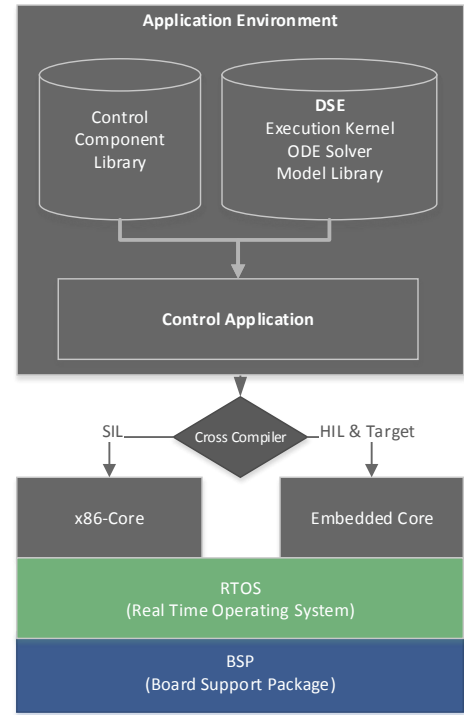 Application Environment
Control
Component
Library
DSE
Execution Kernel
ODE Solver
Model Library
Control Application
SIL
Cross Compiler
HIL & Target
x86-Core
Embedded Core
RTOS
(Real Time Operating System)
BSP
(Board Support Package)